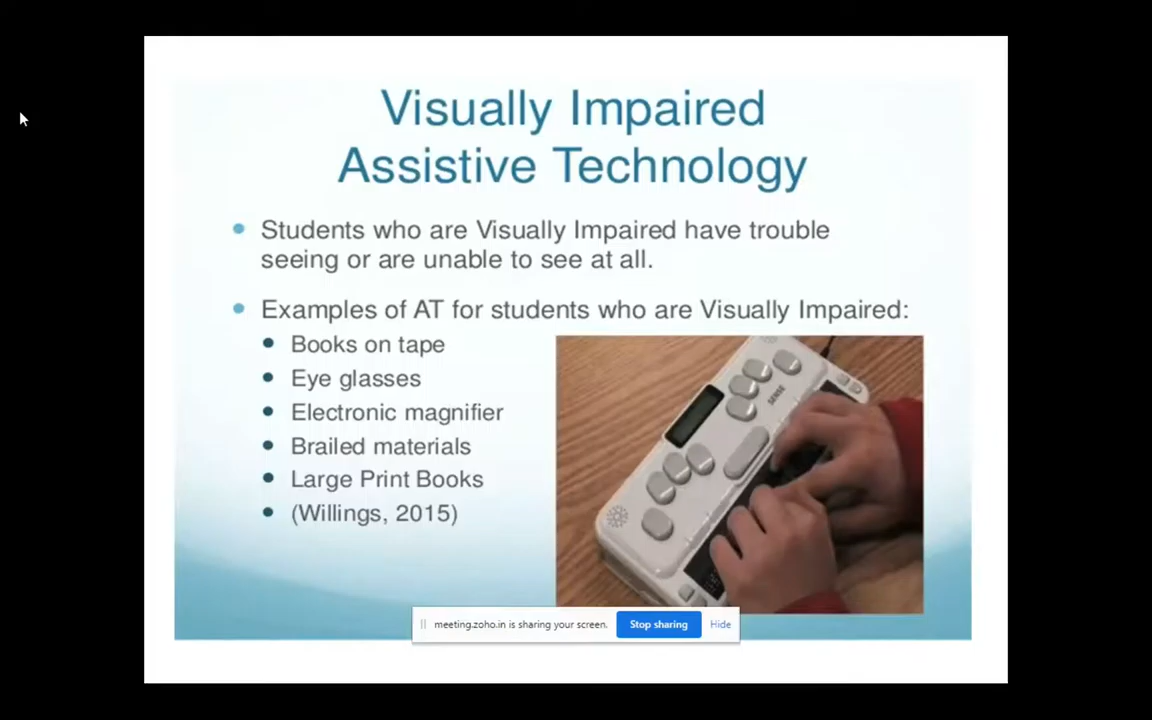 Visually Impaired
Assistive Technology
Students who are Visually Impaired have trouble
seeing or are unable to see at all.
Examples of AT for students who are Visually Impaired:
Books on tape
Eye glasses
Electronic magnifier
Brailed materials
Large Print Books
(Willings, 2015)
SENSE
meeting.zoho.in is sharing your screen.
Stop sharing
Hide